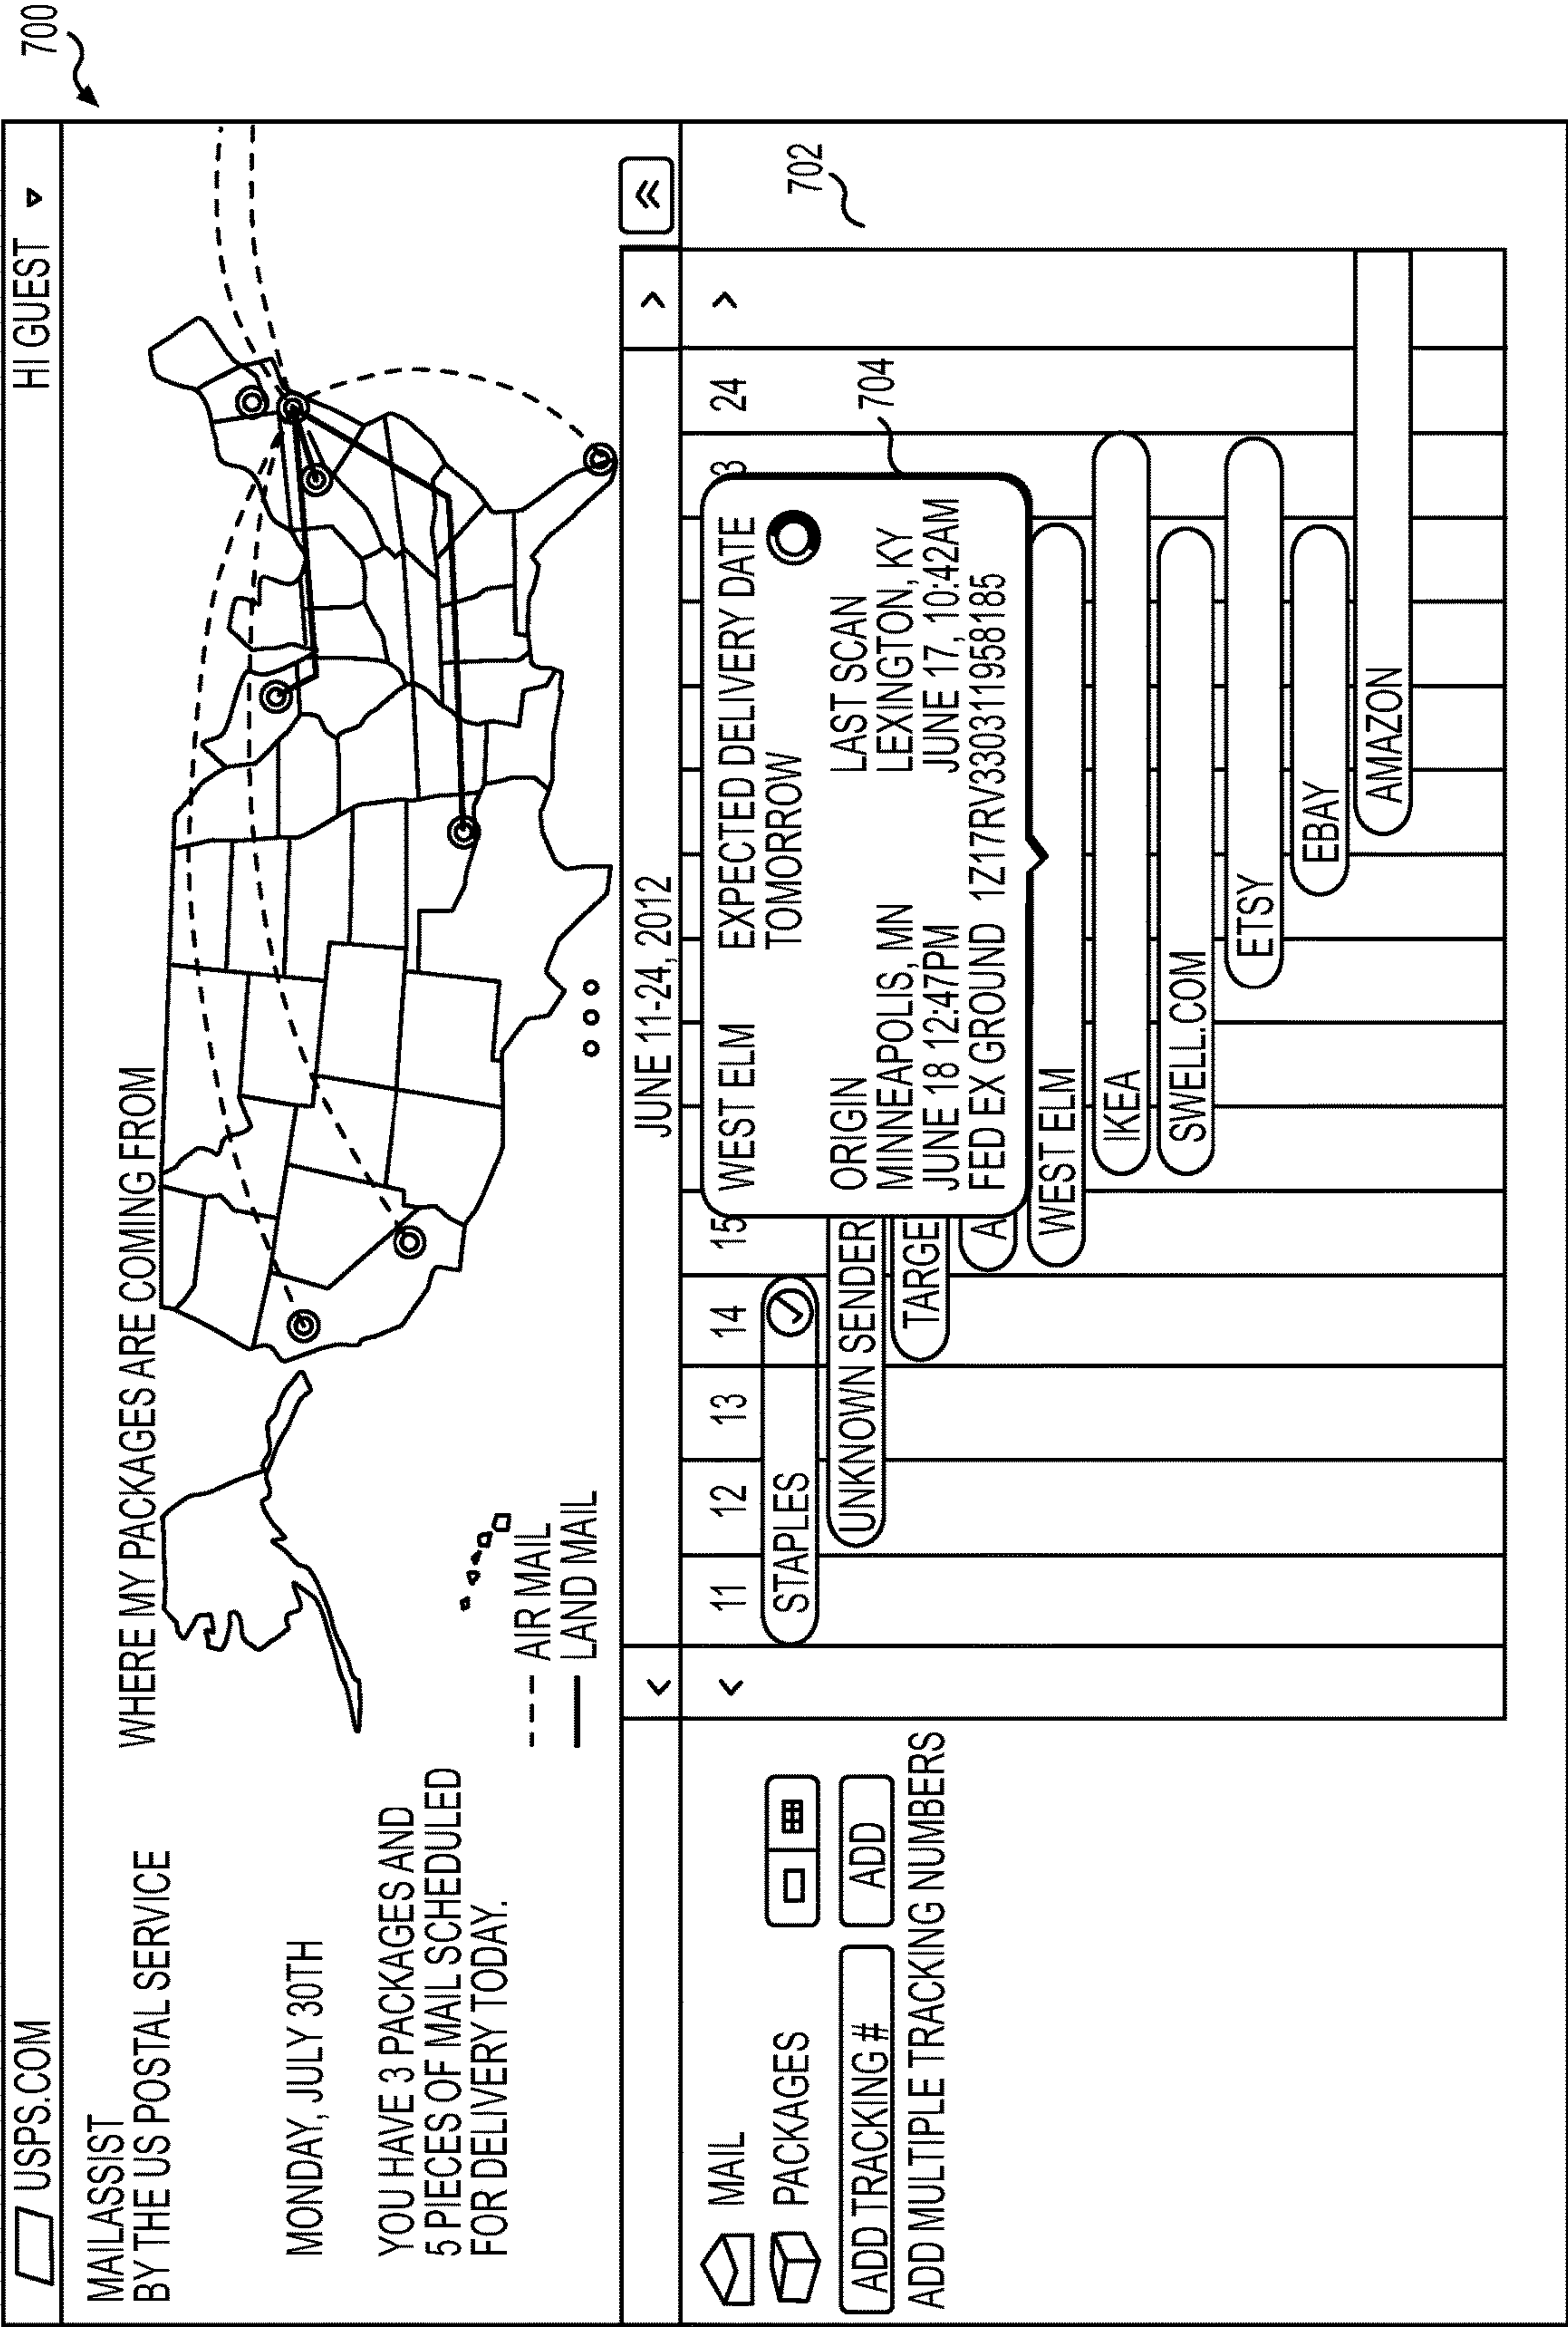 700
USPS.COM
HI GUEST
MAILASSIST
BY THE US POSTAL SERVICE
MONDAY, JULY 30TH
YOU HAVE 3 PACKAGES AND
5 PIECES OF MAIL SCHEDULED
FOR DELIVERY TODAY.
WHERE MY PACKAGES ARE COMING FROM
AIR MAIL
LAND MAIL
< JUNE 11-24, 2012 >
MAIL
PACKAGES
ADD TRACKING #
ADD
ADD MULTIPLE TRACKING NUMBERS
< 11 12 13 14 15 3 24 >
702
704
STAPLES
UNKNOWN SENDER
TARGE
A
WEST ELM
EXPECTED DELIVERY DATE
TOMORROW
ORIGIN
MINNEAPOLIS, MN
JUNE 18 12:47PM
LAST SCAN
LEXINGTON, KY
JUNE 17, 10:42AM
FED EX GROUND 1Z17RV330311958185
WEST ELM
IKEA
SWELL.COM
ETSY
EBAY
AMAZON